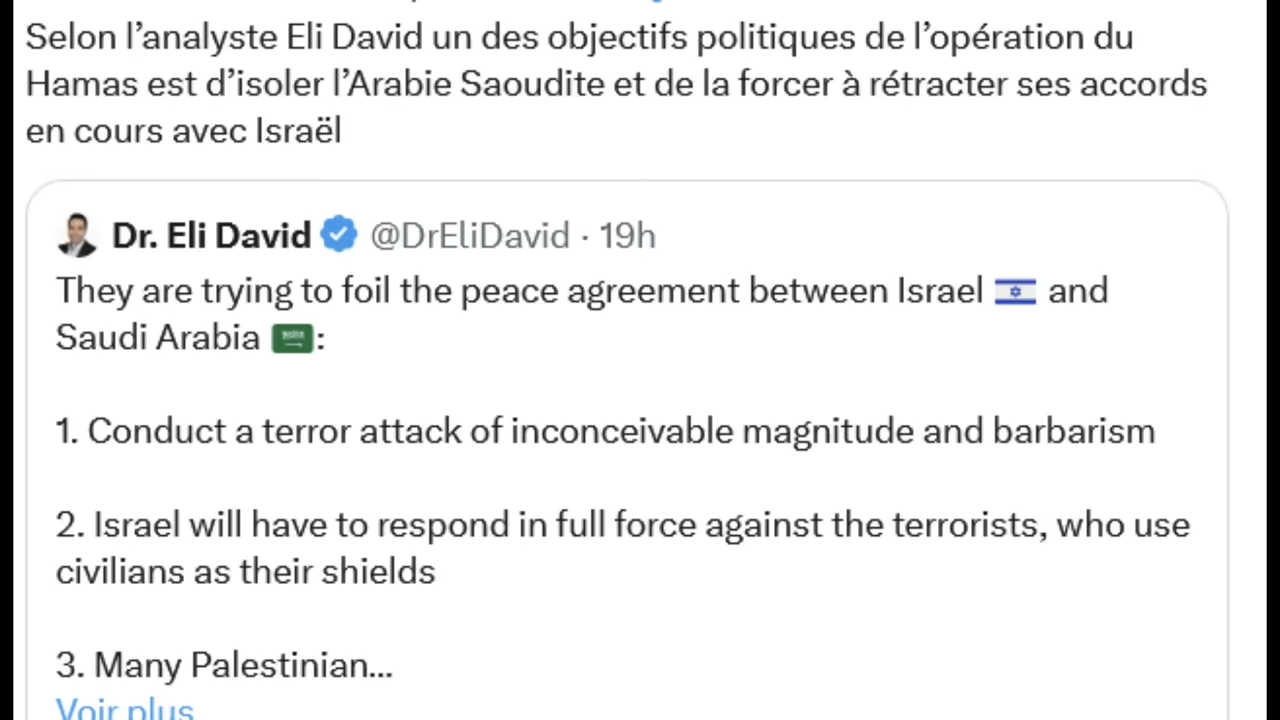 Selon l’analyste Eli David un des objectifs politiques de l’opération du
Hamas est d’isoler l’Arabie Saoudite et de la forcer à rétracter ses accords
en cours avec Israël
Dr. Eli David @DrEliDavid · 19h
They are trying to foil the peace agreement between Israel 🇮🇱 and
Saudi Arabia 🇸🇦:
1. Conduct a terror attack of inconceivable magnitude and barbarism
2. Israel will have to respond in full force against the terrorists, who use
civilians as their shields
3. Many Palestinian...
Voir plus